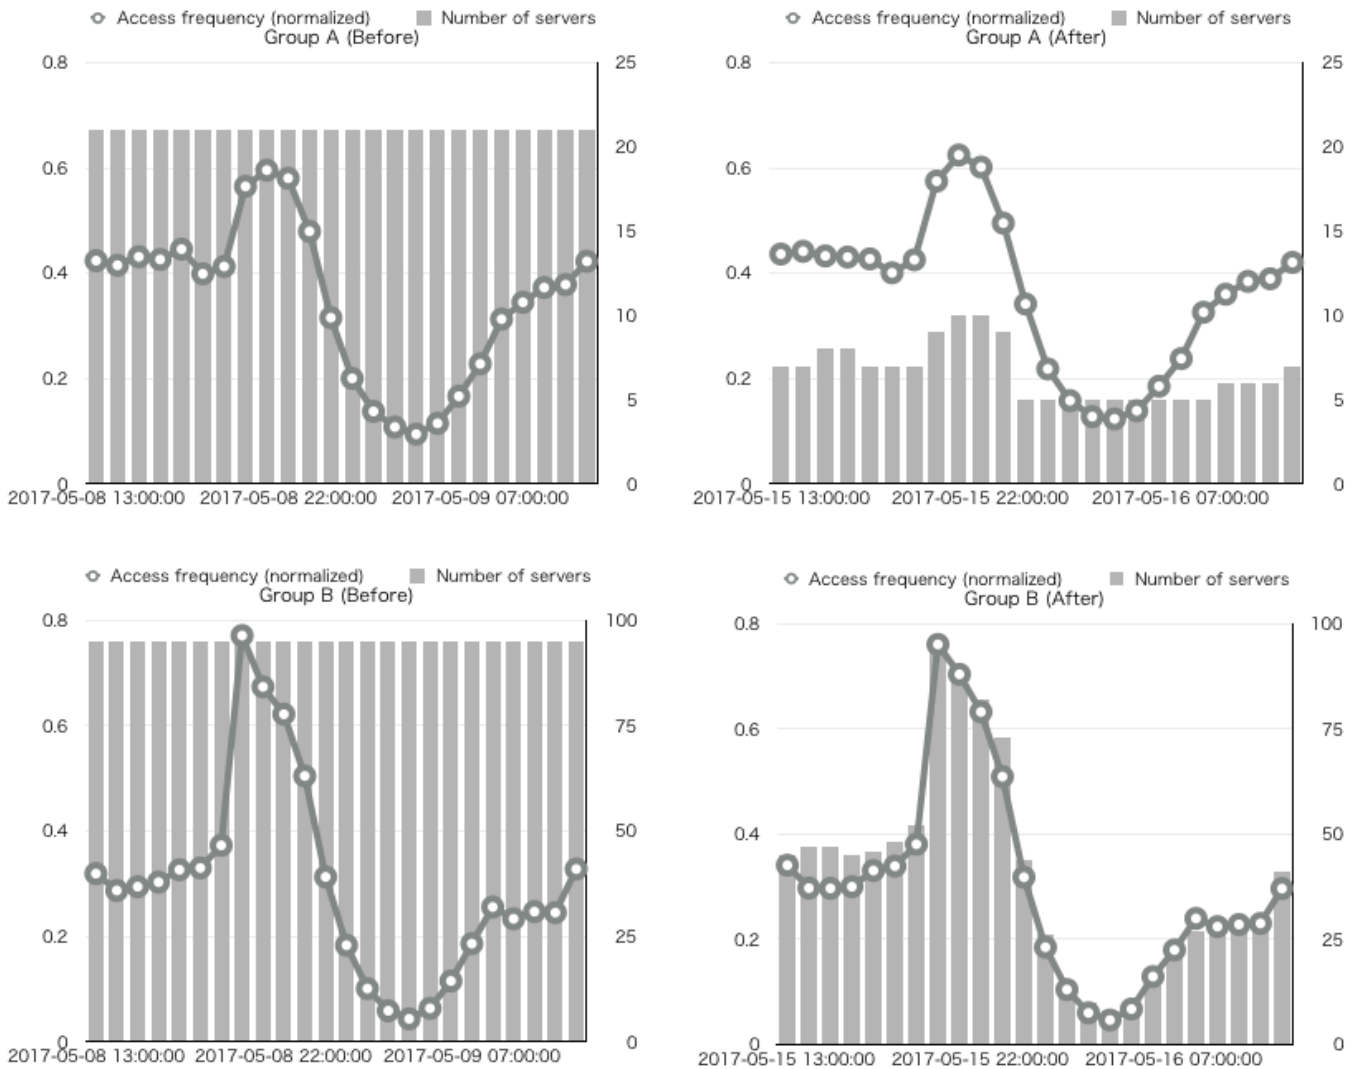 Access frequency (normalized) Number of servers
Group A (Before)
0.8 25
20
0.6
15
0.4
10
0.2
5
0 0
2017-05-08 13:00:00 2017-05-08 22:00:00 2017-05-09 07:00:00
Access frequency (normalized) Number of servers
Group A (After)
0.8 25
20
0.6
15
0.4
10
0.2
5
0 0
2017-05-15 13:00:00 2017-05-15 22:00:00 2017-05-16 07:00:00
Access frequency (normalized) Number of servers
Group B (Before)
0.8 100
0.6 75
0.4 50
0.2 25
0 0
2017-05-08 13:00:00 2017-05-08 22:00:00 2017-05-09 07:00:00
Access frequency (normalized) Number of servers
Group B (After)
0.8 100
0.6 75
0.4 50
0.2 25
0 0
2017-05-15 13:00:00 2017-05-15 22:00:00 2017-05-16 07:00:00